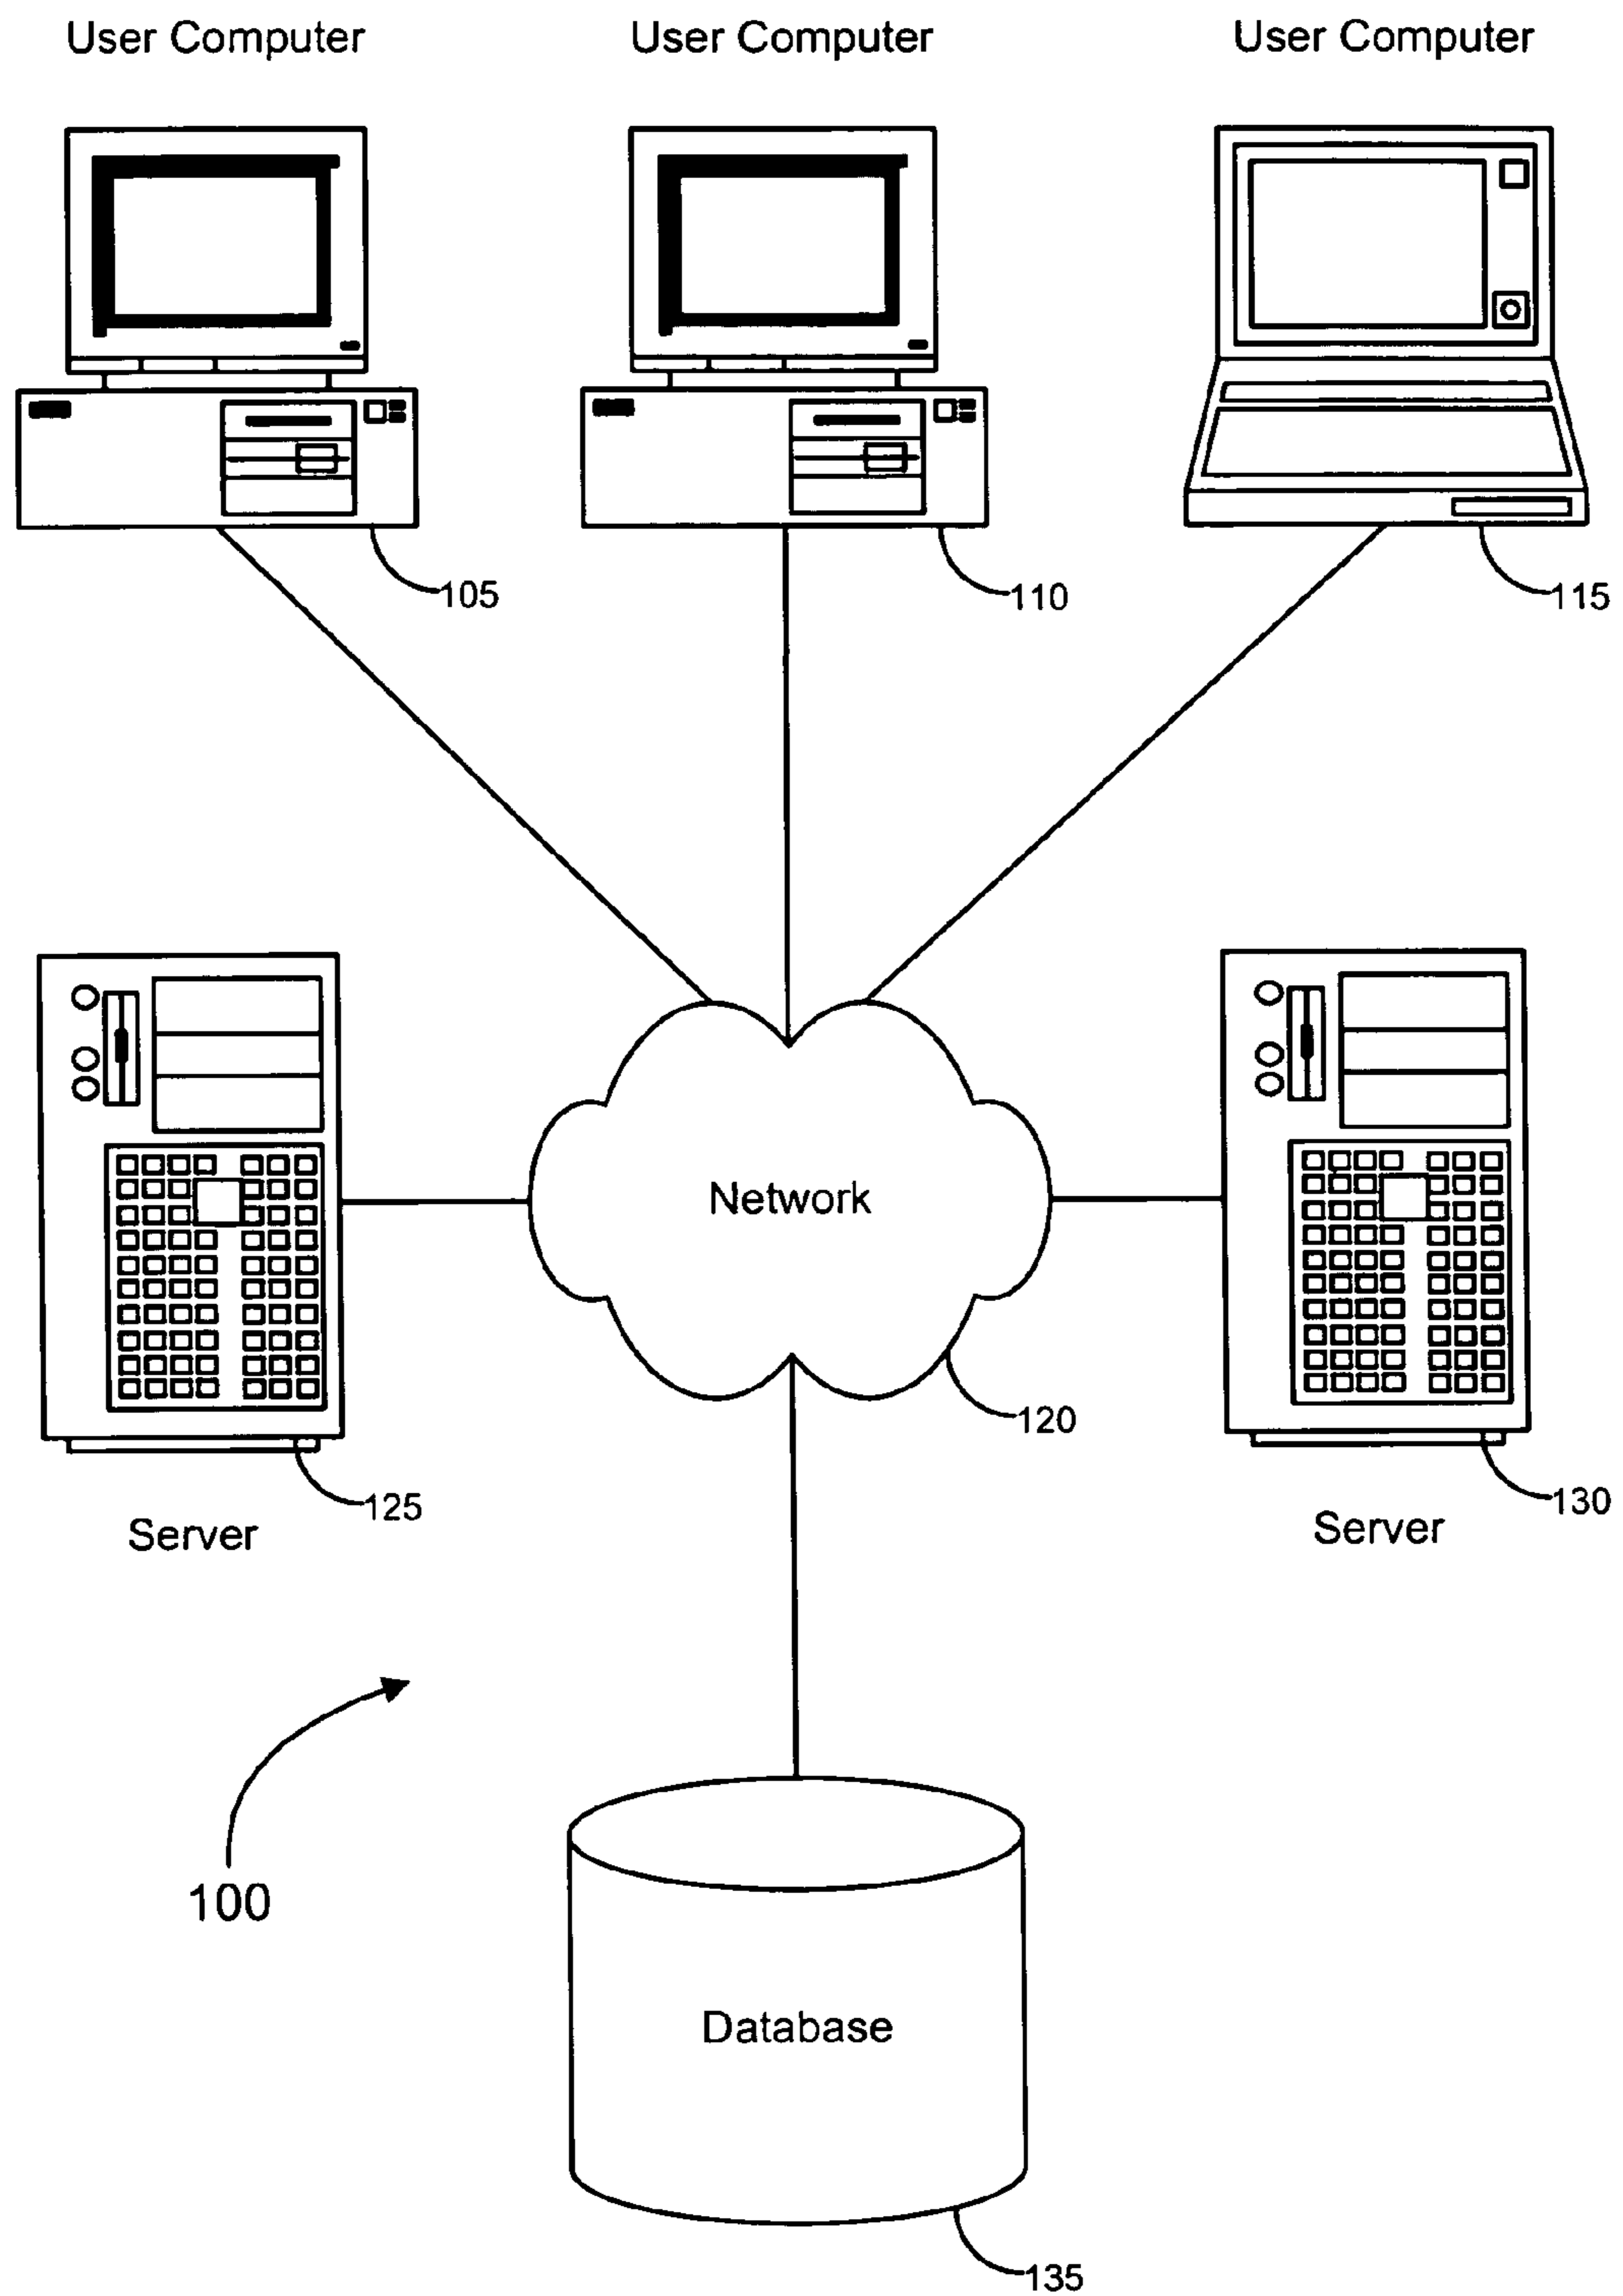 User Computer
User Computer
User Computer
105
110
115
Network
120
125
Server
130
Server
100
Database
135